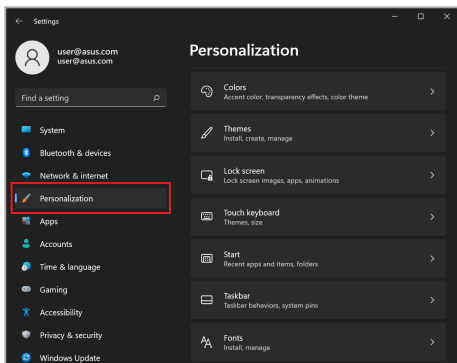 Settings
user@asus.com
user@asus.com
Find a setting
System
Bluetooth & devices
Network & internet
Personalization
Apps
Accounts
Time & language
Gaming
Accessibility
Privacy & security
Windows Update
Personalization
Colors
Accent color, transparency effects, color theme
Themes
Install, create, manage
Lock screen
Lock screen images, apps, animations
Touch keyboard
Themes, size
Start
Recent apps and items, folders
Taskbar
Taskbar behaviors, system pins
Fonts
Install, manage